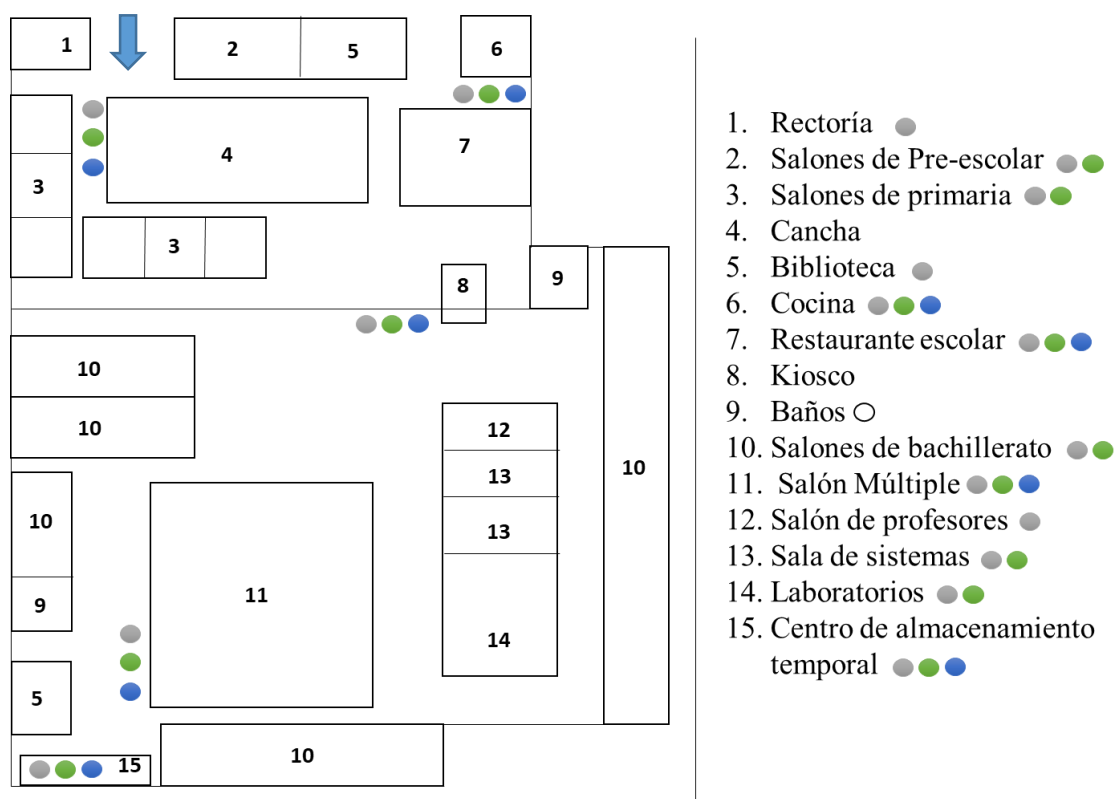 1
2
5
6
4
7
3
3
8
9
10
10
12
13
10
10
13
11
9
14
5
15
10
1. Rectoría
2. Salones de Pre-escolar
3. Salones de primaria
4. Cancha
5. Biblioteca
6. Cocina
7. Restaurante escolar
8. Kiosco
9. Baños
10. Salones de bachillerato
11. Salón Múltiple
12. Salón de profesores
13. Sala de sistemas
14. Laboratorios
15. Centro de almacenamiento
temporal